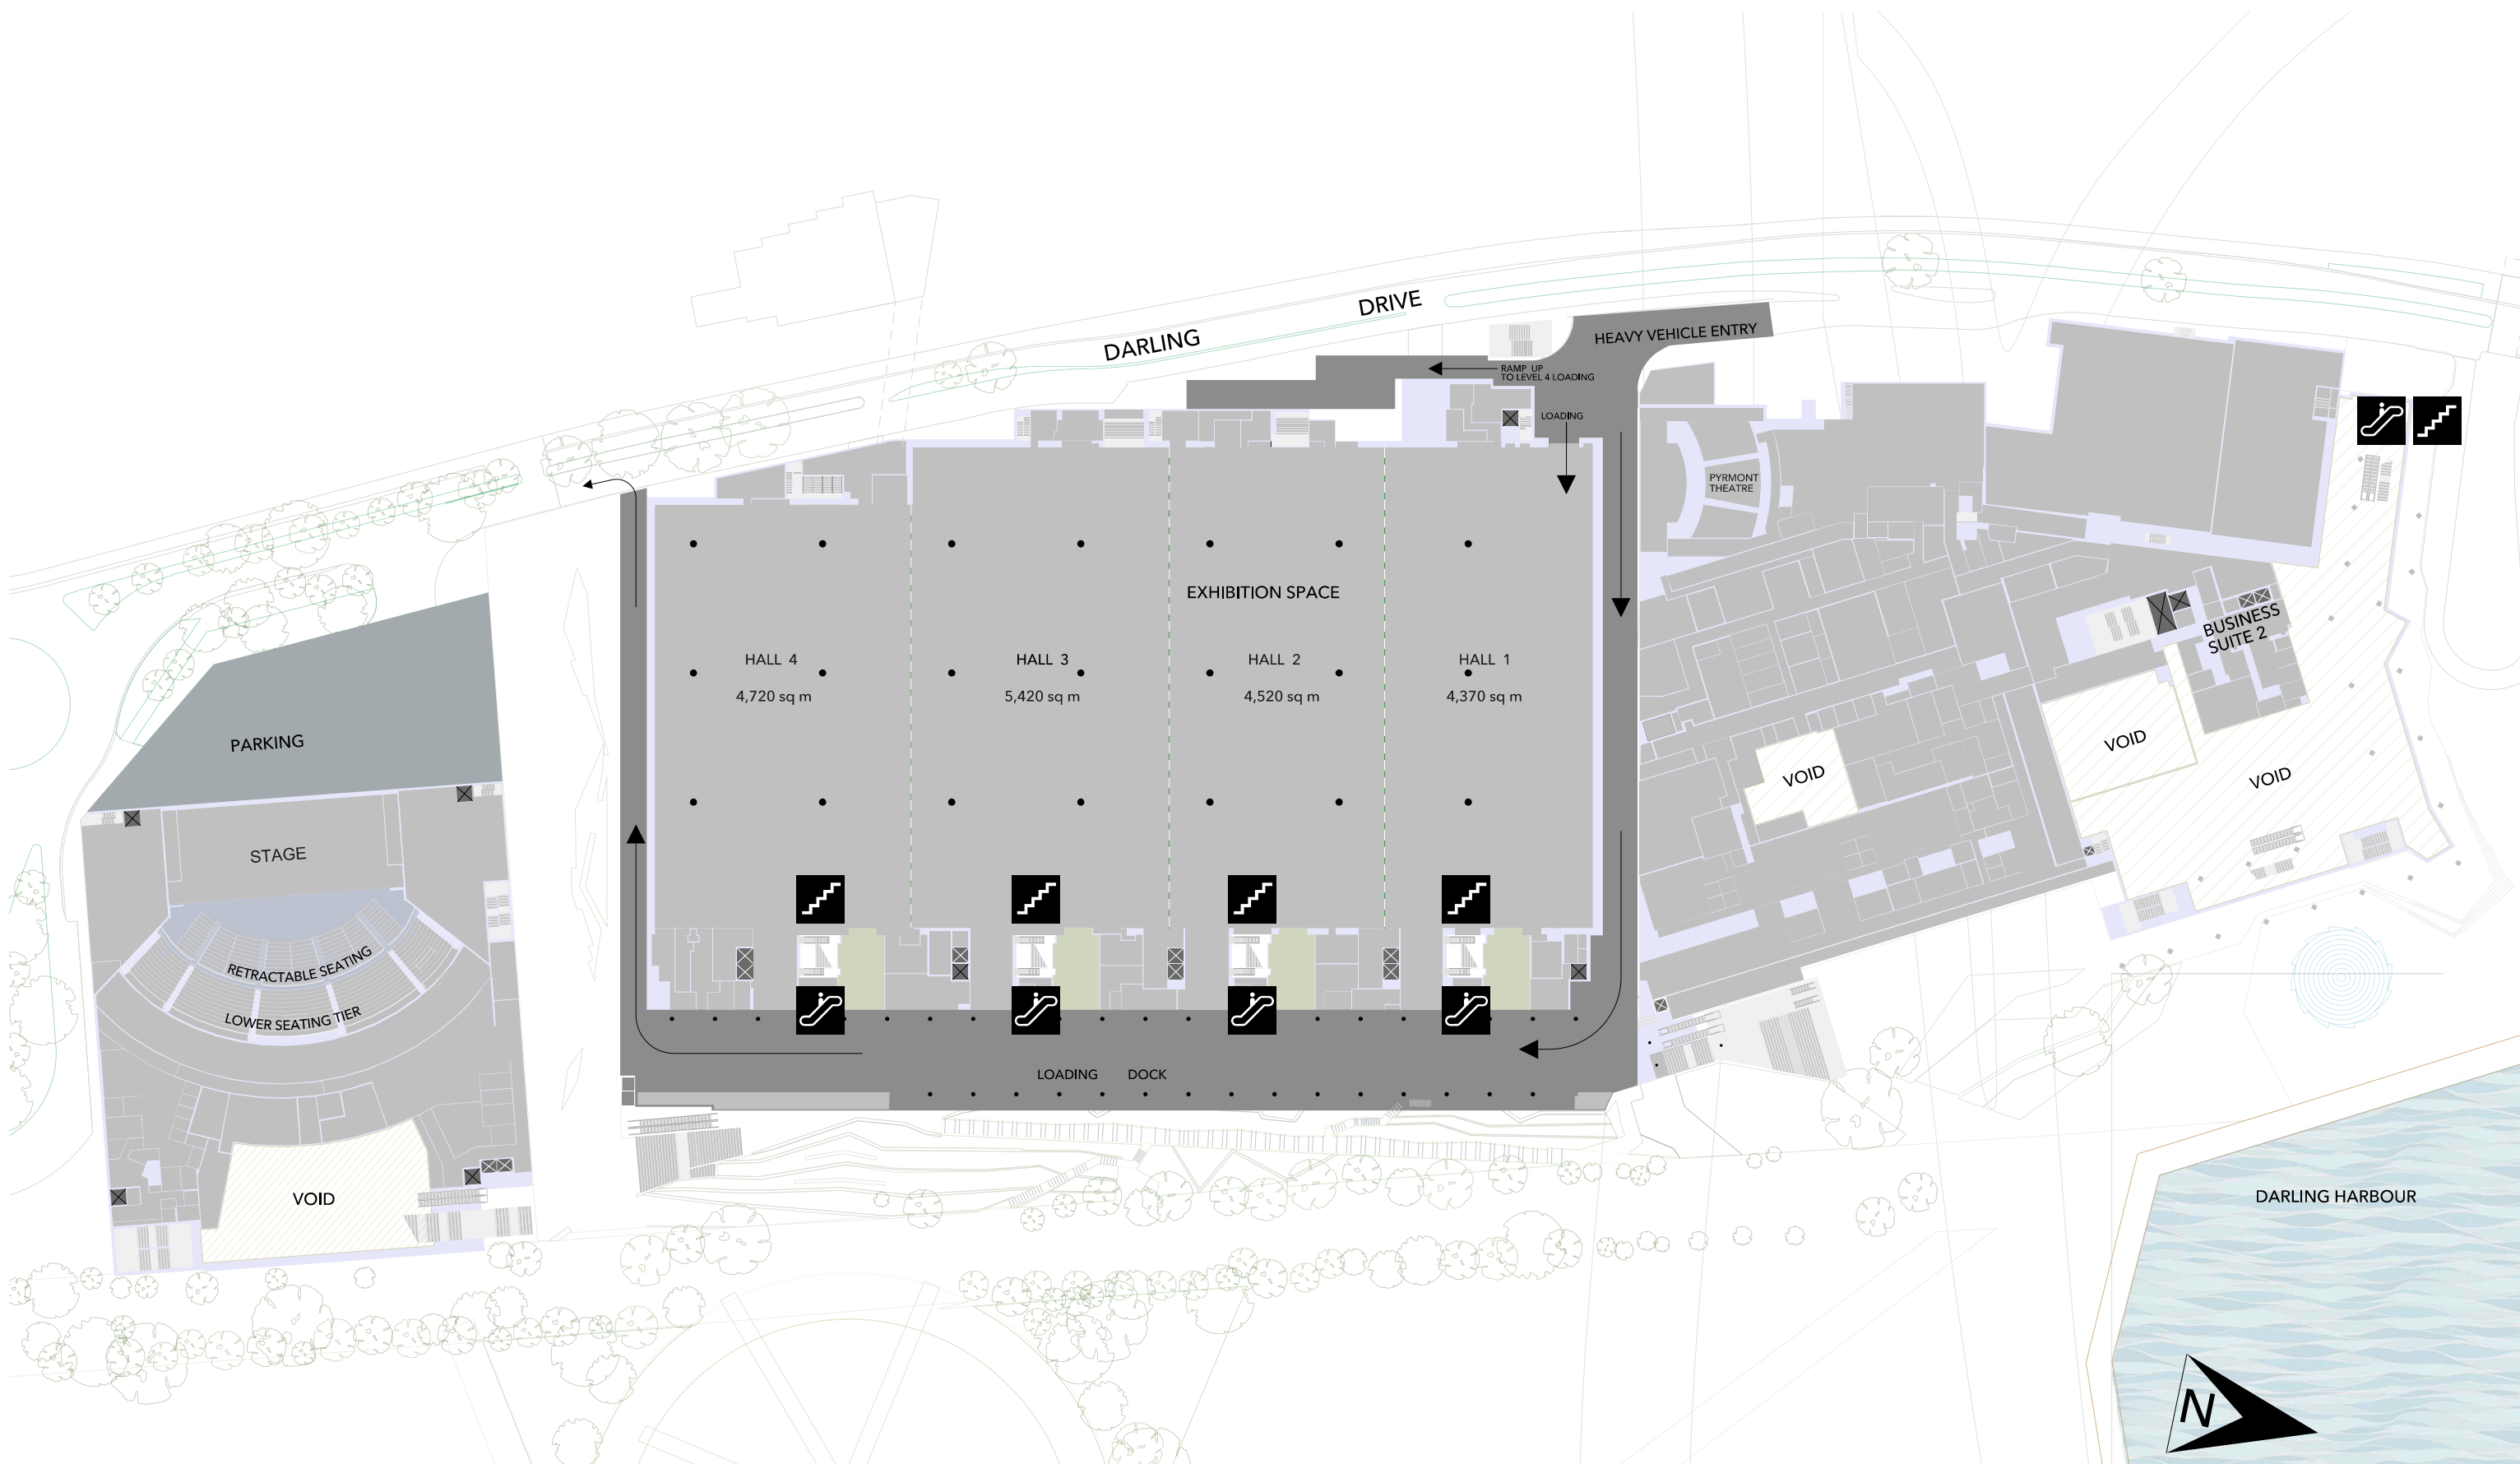 DARLING DRIVE
HEAVY VEHICLE ENTRY
RAMP UP
TO LEVEL 4 LOADING
LOADING
PYRMONT
THEATRE
EXHIBITION SPACE
HALL 4
4,720 sq m
HALL 3
5,420 sq m
HALL 2
4,520 sq m
HALL 1
4,370 sq m
BUSINESS
SUITE 2
VOID
VOID
VOID
PARKING
STAGE
RETRACTABLE SEATING
LOWER SEATING TIER
VOID
LOADING DOCK
DARLING HARBOUR
N